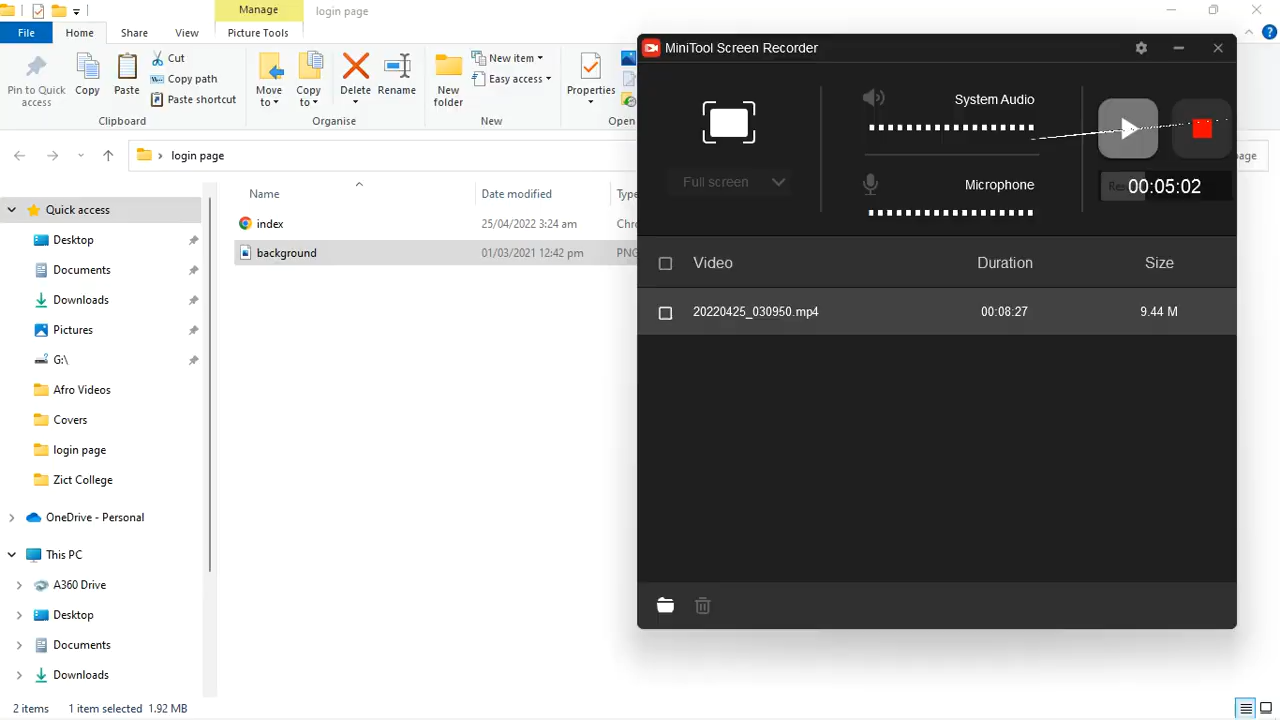 Manage
login page
File
Home
Share
View
Picture Tools
Pin to Quick access
Copy
Paste
Cut
Copy path
Paste shortcut
Clipboard
Move to
Copy to
Delete
Rename
Organise
New folder
New item
Easy access
New
Properties
Open
login page
Name
Date modified
Type
index
25/04/2022 3:24 am
Chro
background
01/03/2021 12:42 pm
PNG
Quick access
Desktop
Documents
Downloads
Pictures
G:\
Afro Videos
Covers
login page
Zict College
OneDrive - Personal
This PC
A360 Drive
Desktop
Documents
Downloads
2 items
1 item selected 1.92 MB
MiniTool Screen Recorder
Full screen
System Audio
Microphone
00:05:02
Video
Duration
Size
20220425_030950.mp4
00:08:27
9.44 M